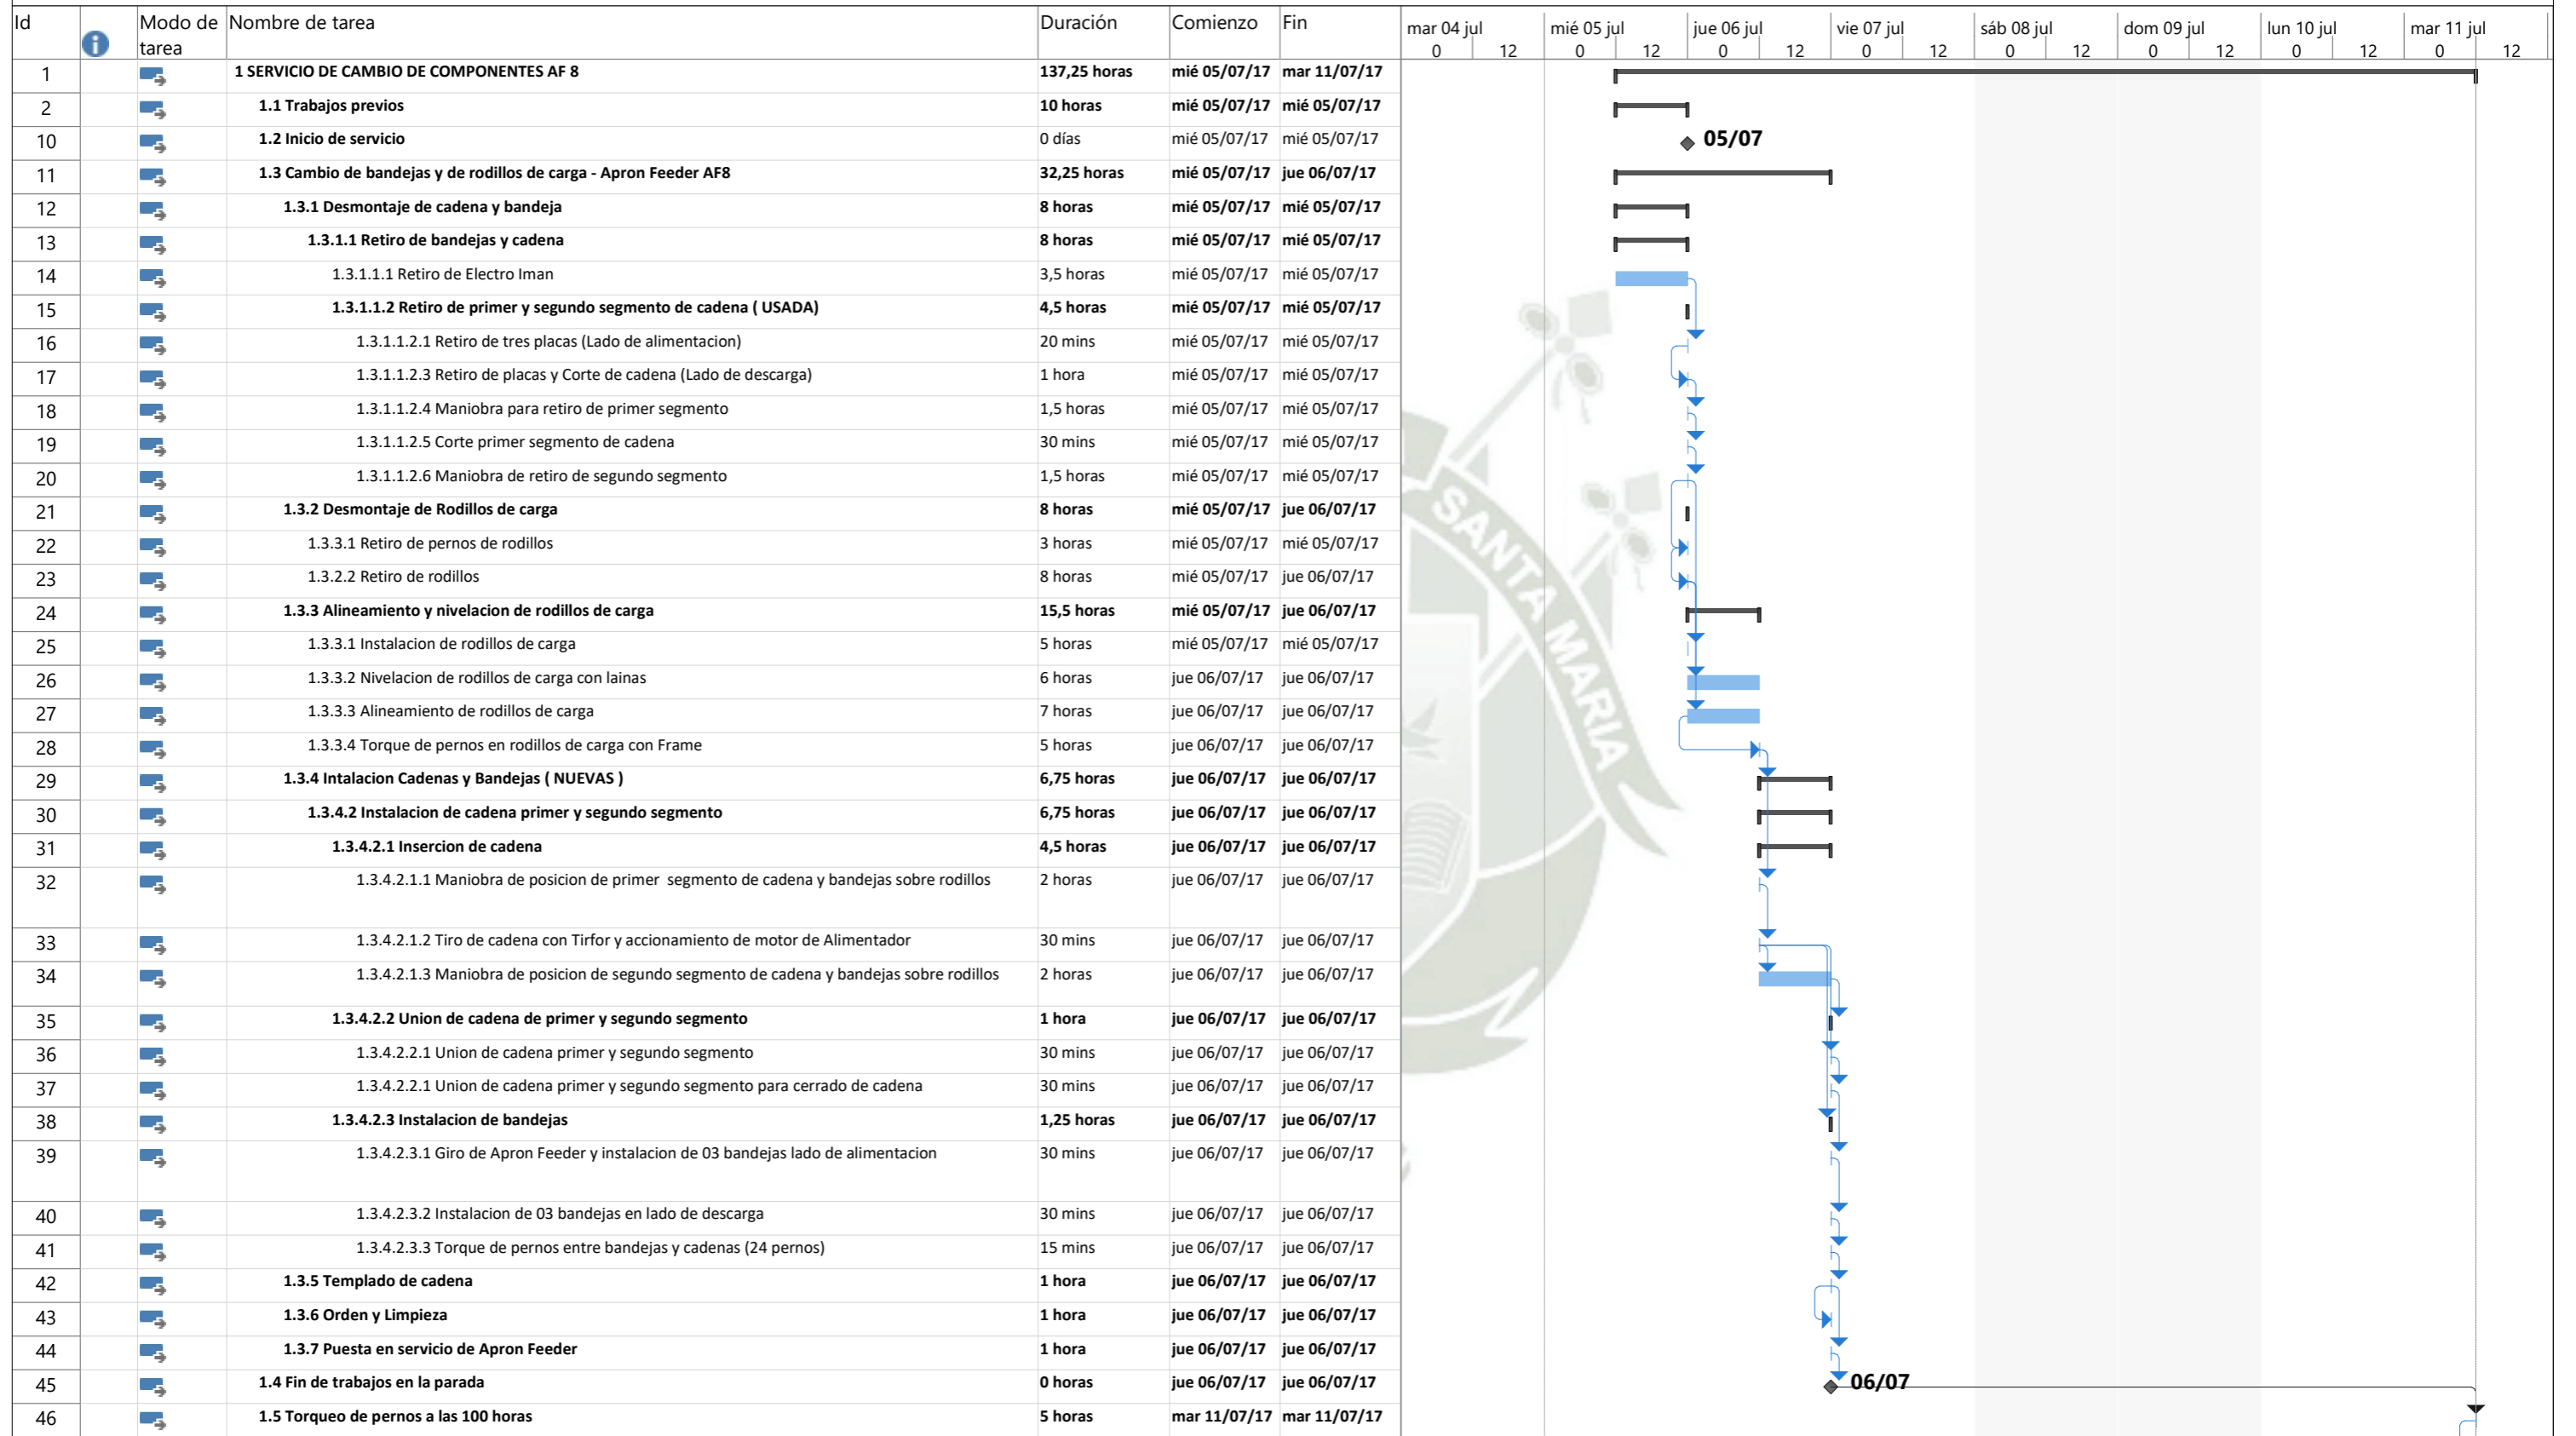 Id Modo de tarea Nombre de tarea Duración Comienzo Fin
mar 04 jul mié 05 jul jue 06 jul vie 07 jul sáb 08 jul dom 09 jul lun 10 jul mar 11 jul
0 12 0 12 0 12 0 12 0 12 0 12 0 12 0 12
1 1 SERVICIO DE CAMBIO DE COMPONENTES AF 8 137,25 horas mié 05/07/17 mar 11/07/17
2 1.1 Trabajos previos 10 horas mié 05/07/17 mié 05/07/17
10 1.2 Inicio de servicio 0 días mié 05/07/17 mié 05/07/17 05/07
11 1.3 Cambio de bandejas y de rodillos de carga - Apron Feeder AF8 32,25 horas mié 05/07/17 jue 06/07/17
12 1.3.1 Desmontaje de cadena y bandeja 8 horas mié 05/07/17 mié 05/07/17
13 1.3.1.1 Retiro de bandejas y cadena 8 horas mié 05/07/17 mié 05/07/17
14 1.3.1.1.1 Retiro de Electro Iman 3,5 horas mié 05/07/17 mié 05/07/17
15 1.3.1.1.2 Retiro de primer y segundo segmento de cadena ( USADA) 4,5 horas mié 05/07/17 mié 05/07/17
16 1.3.1.1.2.1 Retiro de tres placas (Lado de alimentacion) 20 mins mié 05/07/17 mié 05/07/17
17 1.3.1.1.2.3 Retiro de placas y Corte de cadena (Lado de descarga) 1 hora mié 05/07/17 mié 05/07/17
18 1.3.1.1.2.4 Maniobra para retiro de primer segmento 1,5 horas mié 05/07/17 mié 05/07/17
19 1.3.1.1.2.5 Corte primer segmento de cadena 30 mins mié 05/07/17 mié 05/07/17
20 1.3.1.1.2.6 Maniobra de retiro de segundo segmento 1,5 horas mié 05/07/17 mié 05/07/17
21 1.3.2 Desmontaje de Rodillos de carga 8 horas mié 05/07/17 jue 06/07/17
22 1.3.3.1 Retiro de pernos de rodillos 3 horas mié 05/07/17 mié 05/07/17
23 1.3.2.2 Retiro de rodillos 8 horas mié 05/07/17 jue 06/07/17
24 1.3.3 Alineamiento y nivelacion de rodillos de carga 15,5 horas mié 05/07/17 jue 06/07/17
25 1.3.3.1 Instalacion de rodillos de carga 5 horas mié 05/07/17 mié 05/07/17
26 1.3.3.2 Nivelacion de rodillos de carga con lainas 6 horas jue 06/07/17 jue 06/07/17
27 1.3.3.3 Alineamiento de rodillos de carga 7 horas jue 06/07/17 jue 06/07/17
28 1.3.3.4 Torque de pernos en rodillos de carga con Frame 5 horas jue 06/07/17 jue 06/07/17
29 1.3.4 Intalacion Cadenas y Bandejas ( NUEVAS ) 6,75 horas jue 06/07/17 jue 06/07/17
30 1.3.4.2 Instalacion de cadena primer y segundo segmento 6,75 horas jue 06/07/17 jue 06/07/17
31 1.3.4.2.1 Insercion de cadena 4,5 horas jue 06/07/17 jue 06/07/17
32 1.3.4.2.1.1 Maniobra de posicion de primer segmento de cadena y bandejas sobre rodillos 2 horas jue 06/07/17 jue 06/07/17
33 1.3.4.2.1.2 Tiro de cadena con Tirfor y accionamiento de motor de Alimentador 30 mins jue 06/07/17 jue 06/07/17
34 1.3.4.2.1.3 Maniobra de posicion de segundo segmento de cadena y bandejas sobre rodillos 2 horas jue 06/07/17 jue 06/07/17
35 1.3.4.2.2 Union de cadena de primer y segundo segmento 1 hora jue 06/07/17 jue 06/07/17
36 1.3.4.2.2.1 Union de cadena primer y segundo segmento 30 mins jue 06/07/17 jue 06/07/17
37 1.3.4.2.2.1 Union de cadena primer y segundo segmento para cerrado de cadena 30 mins jue 06/07/17 jue 06/07/17
38 1.3.4.2.3 Instalacion de bandejas 1,25 horas jue 06/07/17 jue 06/07/17
39 1.3.4.2.3.1 Giro de Apron Feeder y instalacion de 03 bandejas lado de alimentacion 30 mins jue 06/07/17 jue 06/07/17
40 1.3.4.2.3.2 Instalacion de 03 bandejas en lado de descarga 30 mins jue 06/07/17 jue 06/07/17
41 1.3.4.2.3.3 Torque de pernos entre bandejas y cadenas (24 pernos) 15 mins jue 06/07/17 jue 06/07/17
42 1.3.5 Templado de cadena 1 hora jue 06/07/17 jue 06/07/17
43 1.3.6 Orden y Limpieza 1 hora jue 06/07/17 jue 06/07/17
44 1.3.7 Puesta en servicio de Apron Feeder 1 hora jue 06/07/17 jue 06/07/17
45 1.4 Fin de trabajos en la parada 0 horas jue 06/07/17 jue 06/07/17 06/07
46 1.5 Torqueo de pernos a las 100 horas 5 horas mar 11/07/17 mar 11/07/17
SANTA MARIA